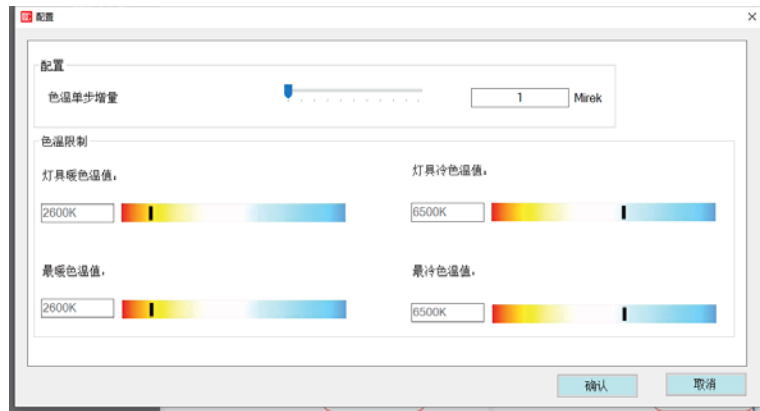 配置
配置
色温单步增量
1 Mirek
色温限制
灯具暖色温值:
灯具冷色温值:
2600K
6500K
最暖色温值:
最冷色温值:
2600K
6500K
确认
取消